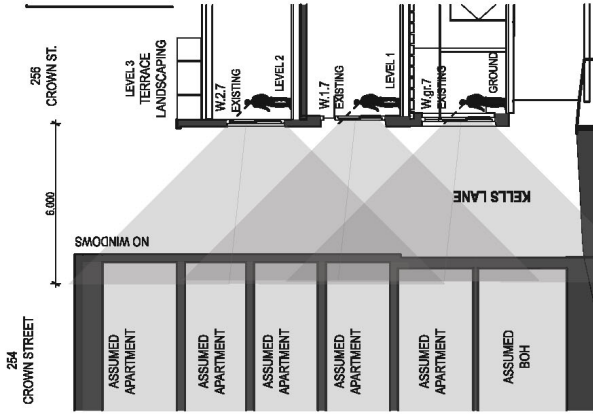 256
CROWN ST.
LEVEL 3
TERRACE
LANDSCAPING
W.2.7
EXISTING
LEVEL 2
W.1.7
EXISTING
LEVEL 1
W.gr.7
EXISTING
GROUND
6.000
KELLS LANE
NO WINDOWS
254
CROWN STREET
ASSUMED
APARTMENT
ASSUMED
APARTMENT
ASSUMED
APARTMENT
ASSUMED
APARTMENT
ASSUMED
APARTMENT
ASSUMED
BOH